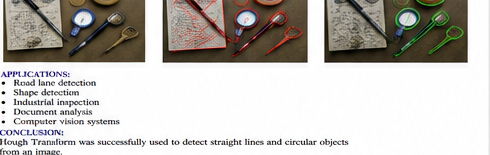 APPLICATIONS:
• Road lane detection
• Shape detection
• Industrial inspection
• Document analysis
• Computer vision systems
CONCLUSION:
Hough Transform was successfully used to detect straight lines and circular objects
from an image.